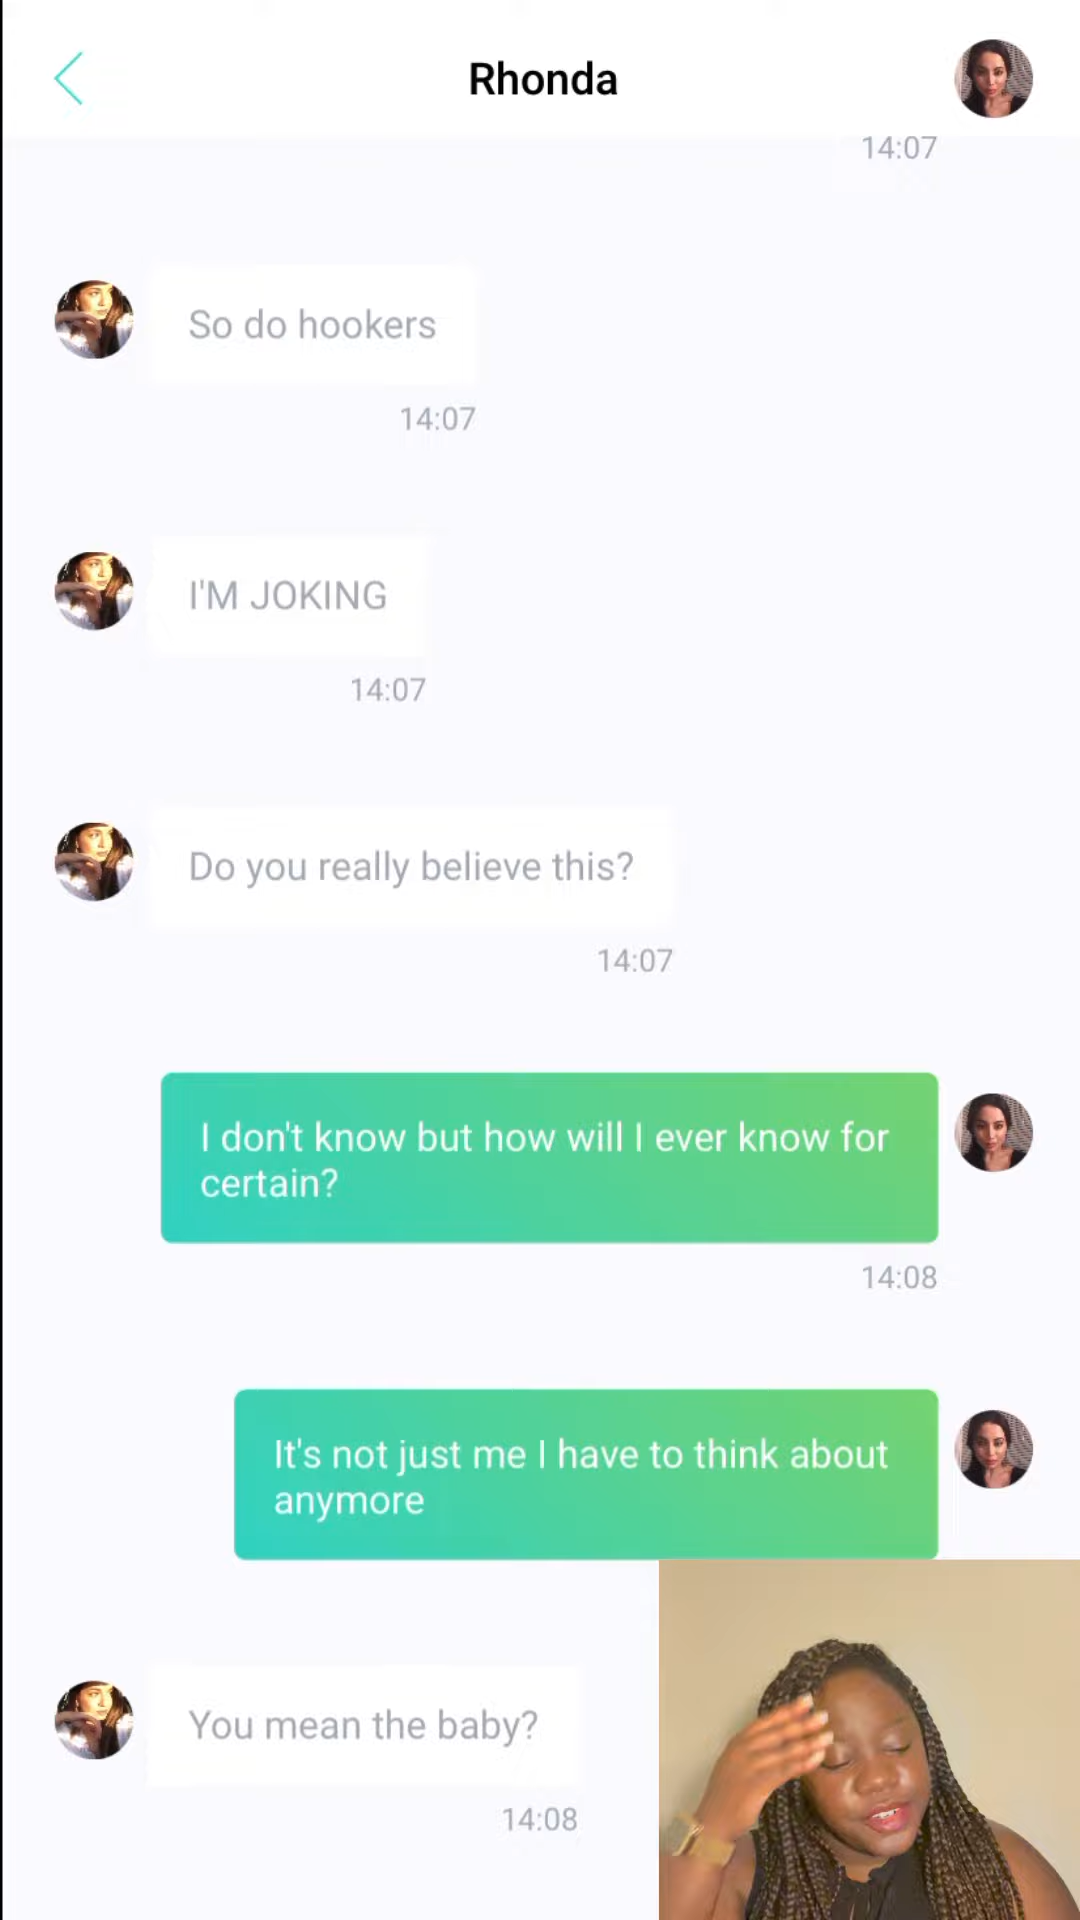 Rhonda
14:07
So do hookers
14:07
I'M JOKING
14:07
Do you really believe this?
14:07
I don't know but how will I ever know for
certain?
14:08
It's not just me I have to think about
anymore
You mean the baby?
14:08